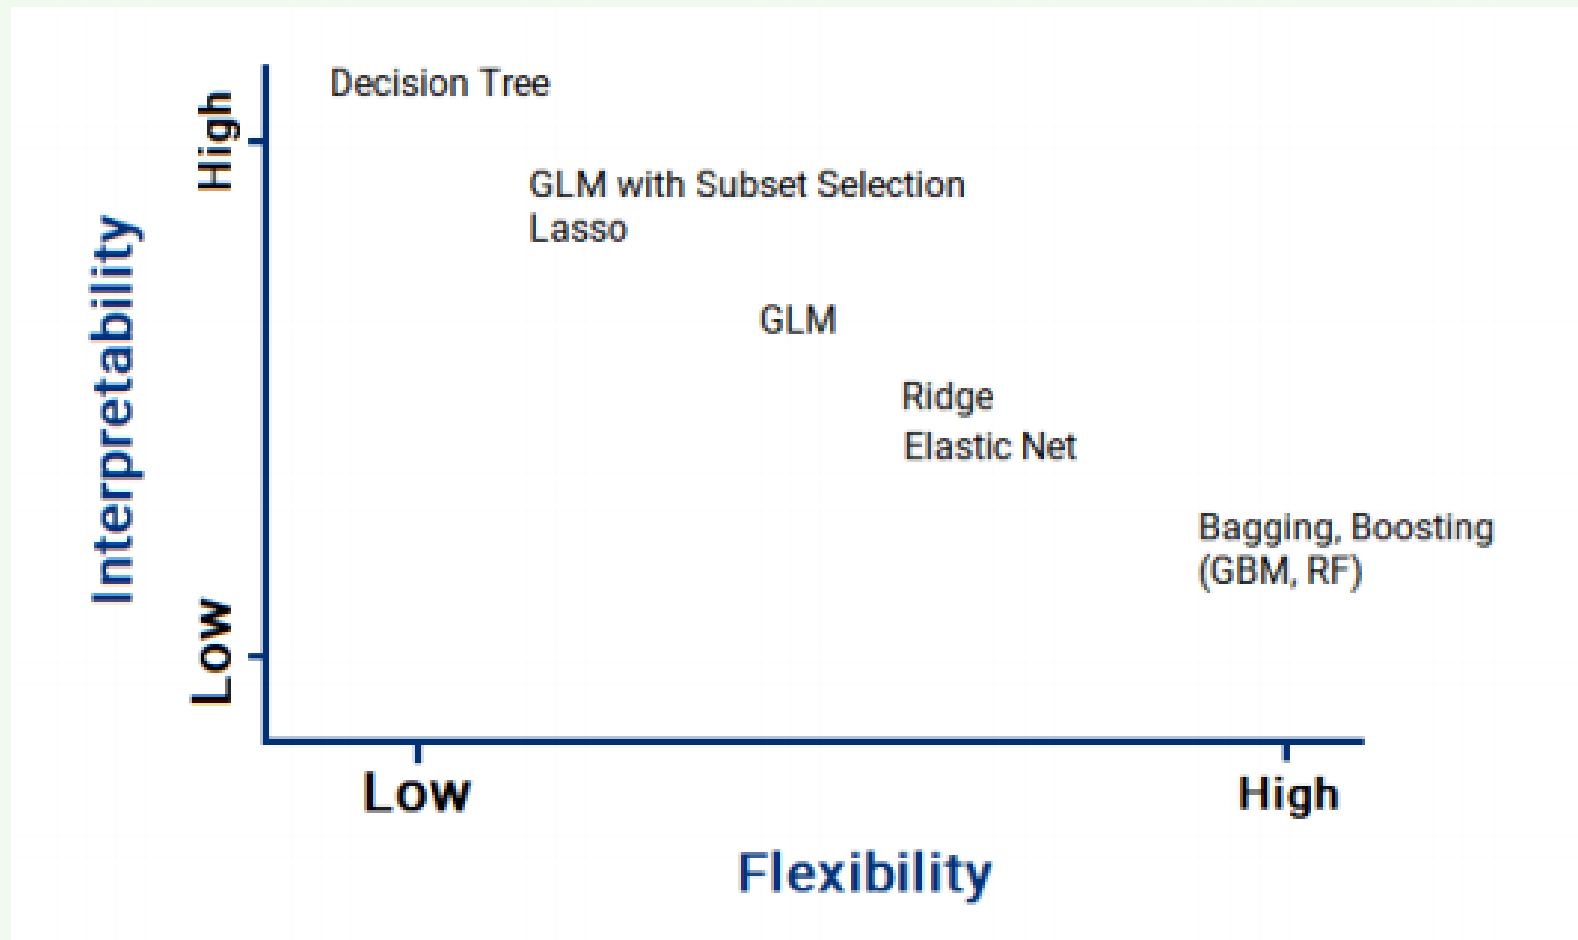 Decision Tree
High
GLM with Subset Selection
Lasso
GLM
Interpretability
Ridge
Elastic Net
Bagging, Boosting
(GBM, RF)
Low
Low
High
Flexibility